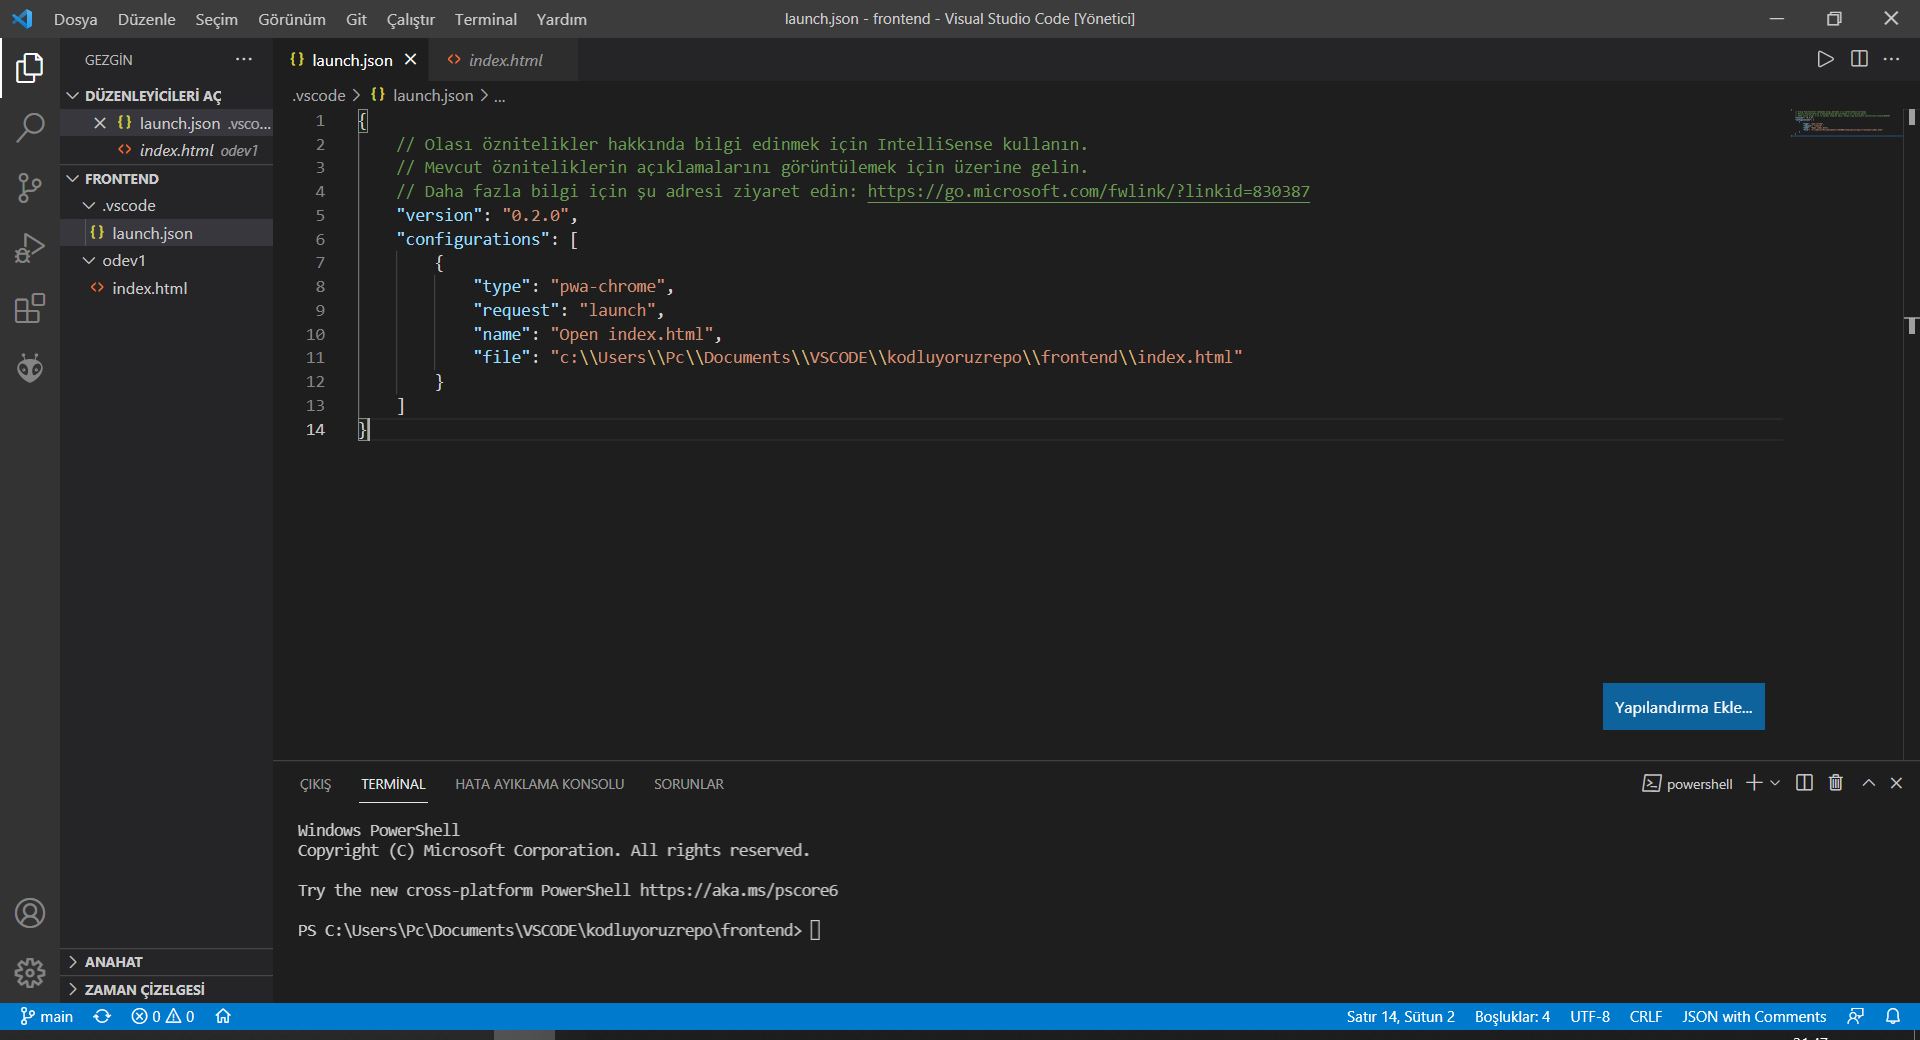 Dosya Düzenle Seçim Görünüm Git Çalıştır Terminal Yardım
launch.json - frontend - Visual Studio Code [Yönetici]
GEZGİN
DÜZENLEYİCİLERİ AÇ
launch.json .vsco...
index.html odev1
FRONTEND
.vscode
launch.json
odev1
index.html
ANAHAT
ZAMAN ÇİZELGESİ
launch.json
index.html
.vscode > launch.json > ...
1 {
2 // Olası öznitelikler hakkında bilgi edinmek için IntelliSense kullanın.
3 // Mevcut özniteliklerin açıklamalarını görüntülemek için üzerine gelin.
4 // Daha fazla bilgi için şu adresi ziyaret edin: https://go.microsoft.com/fwlink/?linkid=830387
5 "version": "0.2.0",
6 "configurations": [
7 {
8 "type": "pwa-chrome",
9 "request": "launch",
10 "name": "Open index.html",
11 "file": "c:\\Users\\Pc\\Documents\\VSCODE\\kodluyoruzrepo\\frontend\\index.html"
12 }
13 ]
14 }
Yapılandırma Ekle...
ÇIKIŞ TERMİNAL HATA AYIKLAMA KONSOLU SORUNLAR
powershell
Windows PowerShell
Copyright (C) Microsoft Corporation. All rights reserved.
Try the new cross-platform PowerShell https://aka.ms/pscore6
PS C:\Users\Pc\Documents\VSCODE\kodluyoruzrepo\frontend>
main 0 0
Satır 14, Sütun 2 Boşluklar: 4 UTF-8 CRLF JSON with Comments